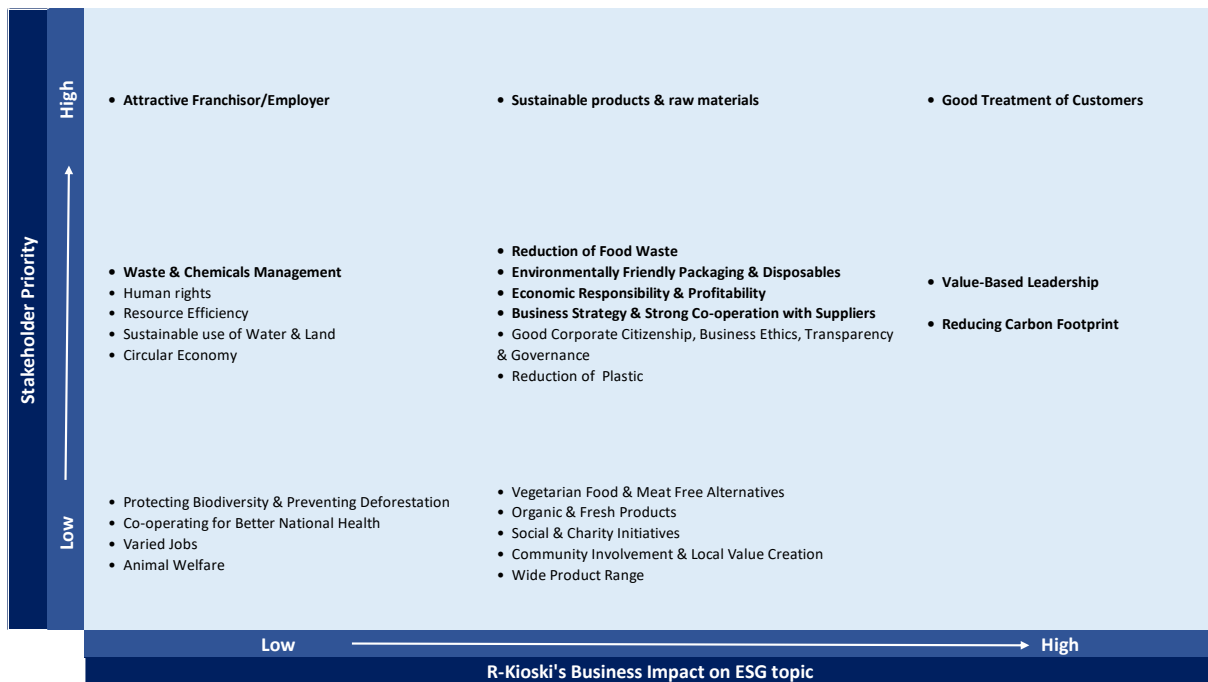 Stakeholder Priority
High
Low
• Attractive Franchisor/Employer
• Sustainable products & raw materials
• Good Treatment of Customers
• Waste & Chemicals Management
• Human rights
• Resource Efficiency
• Sustainable use of Water & Land
• Circular Economy
• Reduction of Food Waste
• Environmentally Friendly Packaging & Disposables
• Economic Responsibility & Profitability
• Business Strategy & Strong Co-operation with Suppliers
• Good Corporate Citizenship, Business Ethics, Transparency
& Governance
• Reduction of  Plastic
• Value-Based Leadership
• Reducing Carbon Footprint
• Protecting Biodiversity & Preventing Deforestation
• Co-operating for Better National Health
• Varied Jobs
• Animal Welfare
• Vegetarian Food & Meat Free Alternatives
• Organic & Fresh Products
• Social & Charity Initiatives
• Community Involvement & Local Value Creation
• Wide Product Range
Low
High
R-Kioski's Business Impact on ESG topic